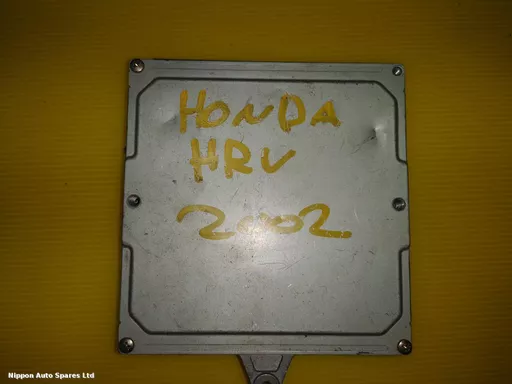 HONDA
HRV
2002
Nippon Auto Spares Ltd